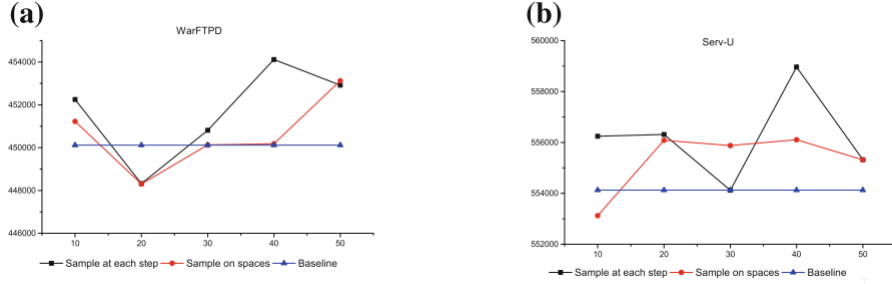 (a)
WarFTPD
454000
452000
450000
448000
446000
10 20 30 40 50
Sample at each step Sample on spaces Baseline
(b)
Serv-U
560000
558000
556000
554000
552000
10 20 30 40 50
Sample at each step Sample on spaces Baseline